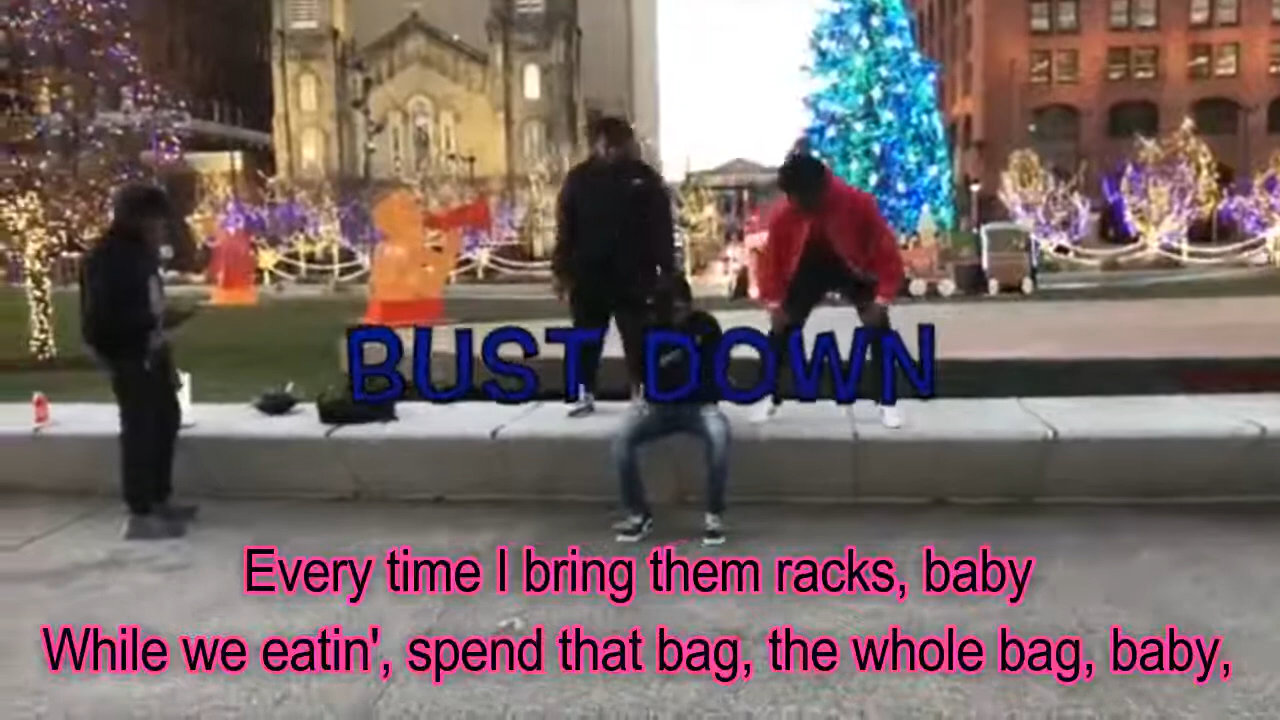 BUST DOWN
Every time I bring them racks, baby
While we eatin', spend that bag, the whole bag, baby,